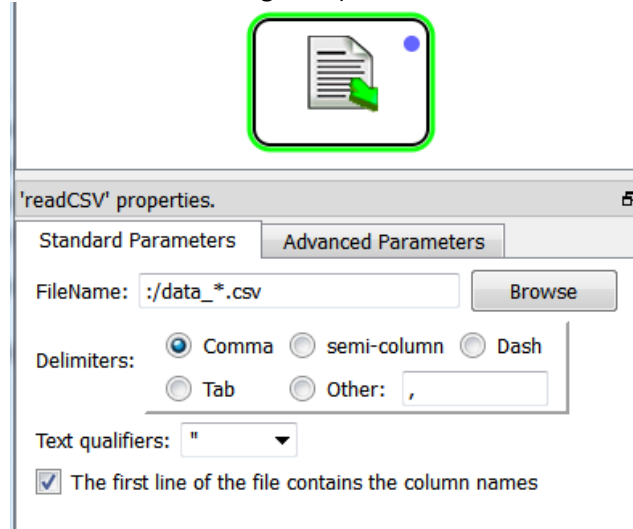 'readCSV' properties.
Standard Parameters Advanced Parameters
FileName: :/data_*.csv Browse
Delimiters: Comma semi-column Dash
Tab Other: ,
Text qualifiers: "
The first line of the file contains the column names